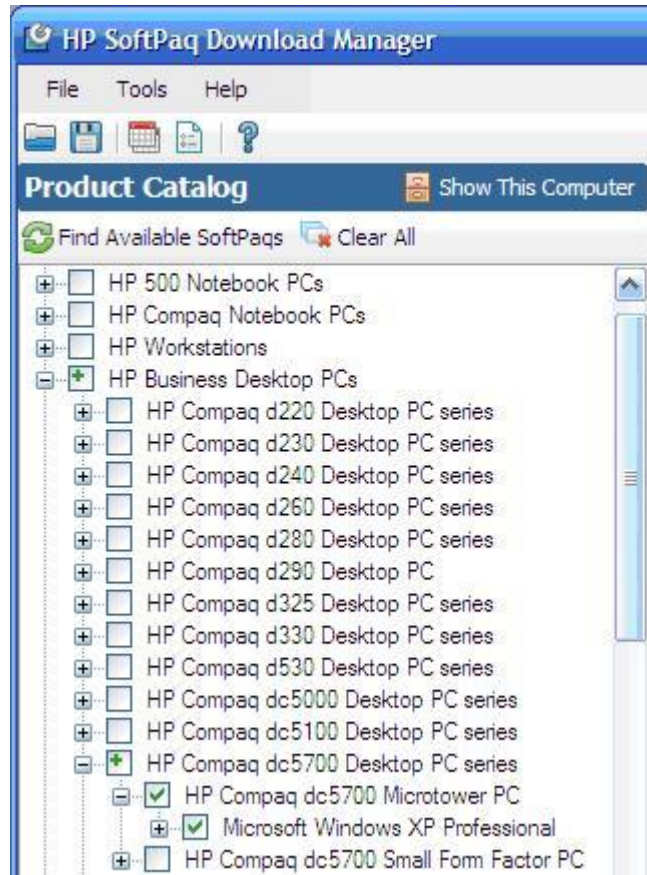 HP SoftPaq Download Manager
File Tools Help
Product Catalog Show This Computer
Find Available SoftPaqs Clear All
HP 500 Notebook PCs
HP Compaq Notebook PCs
HP Workstations
HP Business Desktop PCs
HP Compaq d220 Desktop PC series
HP Compaq d230 Desktop PC series
HP Compaq d240 Desktop PC series
HP Compaq d260 Desktop PC series
HP Compaq d280 Desktop PC series
HP Compaq d290 Desktop PC
HP Compaq d325 Desktop PC series
HP Compaq d330 Desktop PC series
HP Compaq d530 Desktop PC series
HP Compaq dc5000 Desktop PC series
HP Compaq dc5100 Desktop PC series
HP Compaq dc5700 Desktop PC series
HP Compaq dc5700 Microtower PC
Microsoft Windows XP Professional
HP Compaq dc5700 Small Form Factor PC